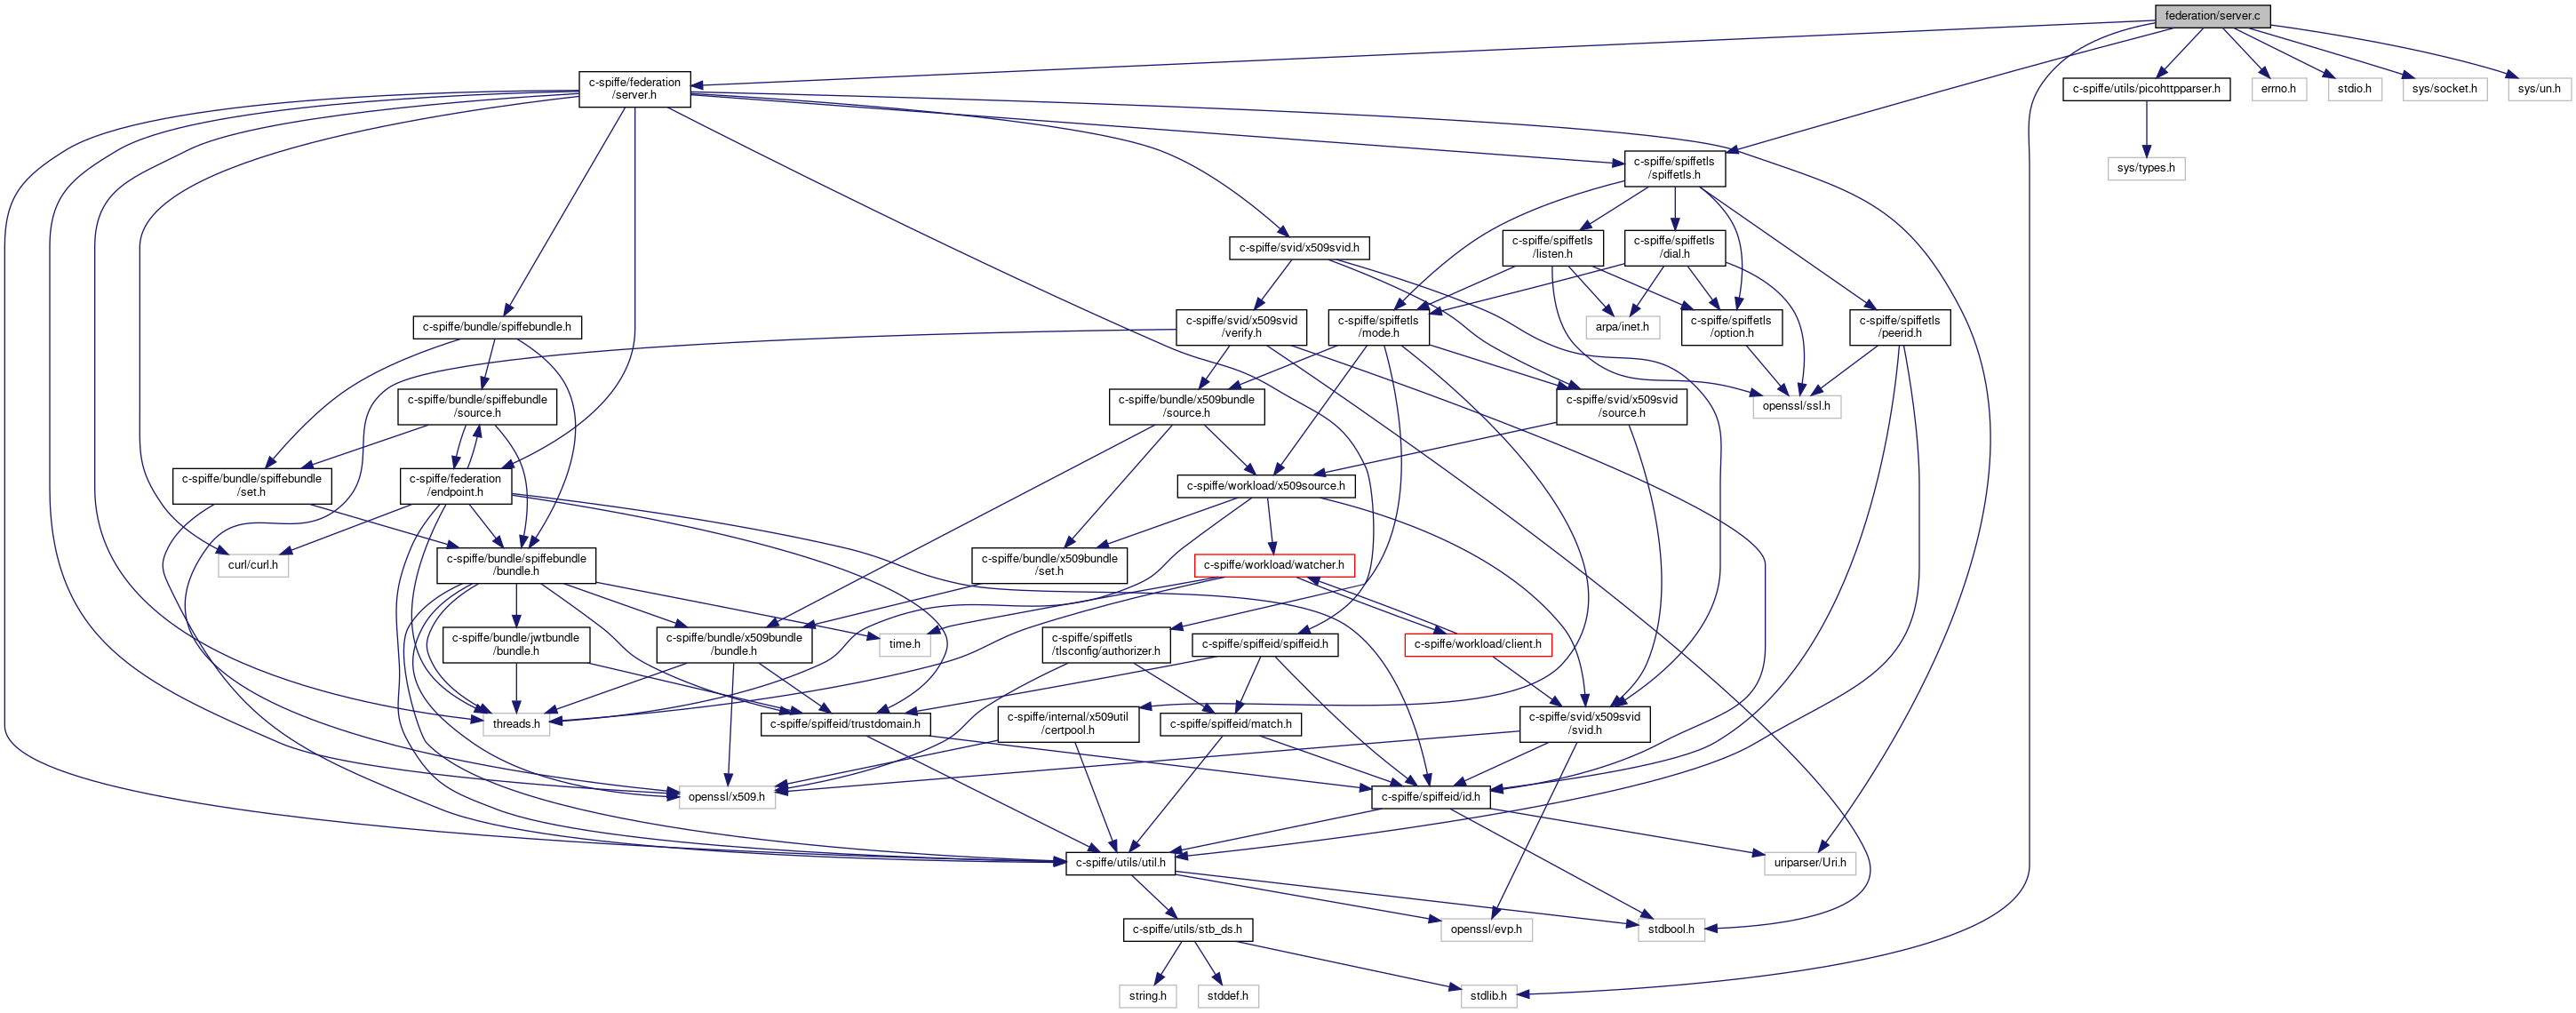 federation/server.c
c-spiffe/federation
/server.h
c-spiffe/utils/picohttpparser.h
errno.h
stdio.h
sys/socket.h
sys/un.h
c-spiffe/spiffetls
/spiffetls.h
sys/types.h
c-spiffe/svid/x509svid.h
c-spiffe/spiffetls
/listen.h
c-spiffe/spiffetls
/dial.h
c-spiffe/bundle/spiffebundle.h
c-spiffe/svid/x509svid
/verify.h
c-spiffe/spiffetls
/mode.h
arpa/inet.h
c-spiffe/spiffetls
/option.h
c-spiffe/spiffetls
/peerid.h
c-spiffe/bundle/spiffebundle
/source.h
c-spiffe/bundle/x509bundle
/source.h
c-spiffe/svid/x509svid
/source.h
openssl/ssl.h
c-spiffe/bundle/spiffebundle
/set.h
c-spiffe/federation
/endpoint.h
c-spiffe/workload/x509source.h
curl/curl.h
c-spiffe/bundle/spiffebundle
/bundle.h
c-spiffe/bundle/x509bundle
/set.h
c-spiffe/workload/watcher.h
c-spiffe/bundle/jwtbundle
/bundle.h
c-spiffe/bundle/x509bundle
/bundle.h
time.h
c-spiffe/spiffetls
/tlsconfig/authorizer.h
c-spiffe/spiffeid/spiffeid.h
c-spiffe/workload/client.h
threads.h
c-spiffe/spiffeid/trustdomain.h
c-spiffe/internal/x509util
/certpool.h
c-spiffe/spiffeid/match.h
c-spiffe/svid/x509svid
/svid.h
openssl/x509.h
c-spiffe/spiffeid/id.h
c-spiffe/utils/util.h
uriparser/Uri.h
c-spiffe/utils/stb_ds.h
openssl/evp.h
stdbool.h
string.h
stddef.h
stdlib.h